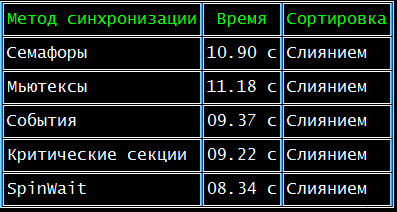 Метод синхронизации Время Сортировка
Семафоры 10.90 с Слиянием
Мьютексы 11.18 с Слиянием
События 09.37 с Слиянием
Критические секции 09.22 с Слиянием
SpinWait 08.34 с Слиянием